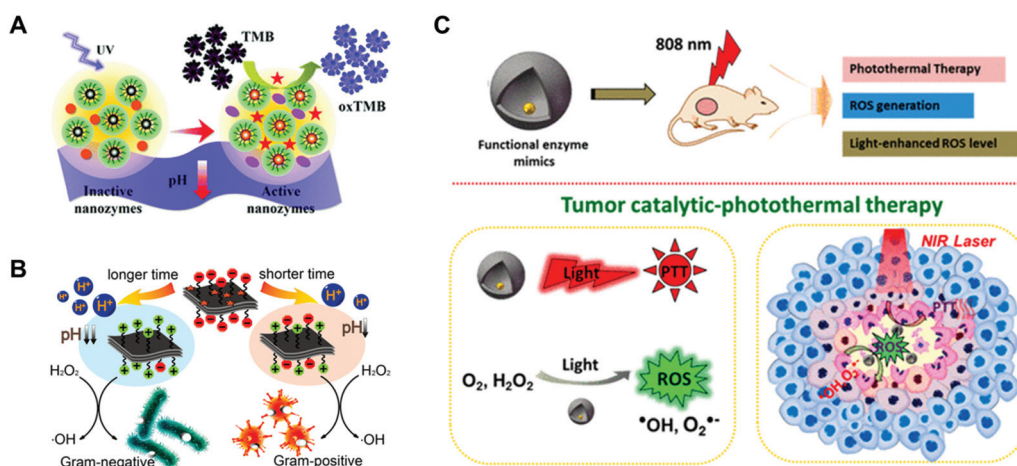 A
UV
TMB
oxTMB
pH
Inactive
nanozymes
Active
nanozymes
B
longer time
shorter time
H+
H+
H+
H+
H+
H+
pH
pH
H₂O₂
H₂O₂
·OH
·OH
Gram-negative
Gram-positive
C
808 nm
Functional enzyme
mimics
Photothermal Therapy
ROS generation
Light-enhanced ROS level
Tumor catalytic-photothermal therapy
Light
PTT
O₂, H₂O₂
Light
ROS
•OH, O₂•-
NIR Laser
PTT
ROS
•OH O₂•-